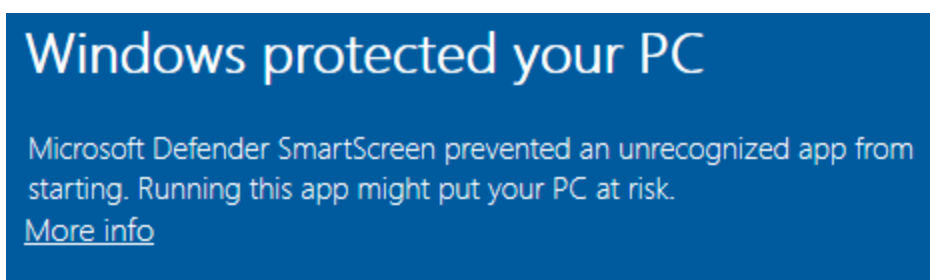 Windows protected your PC
Microsoft Defender SmartScreen prevented an unrecognized app from
starting. Running this app might put your PC at risk.
More info